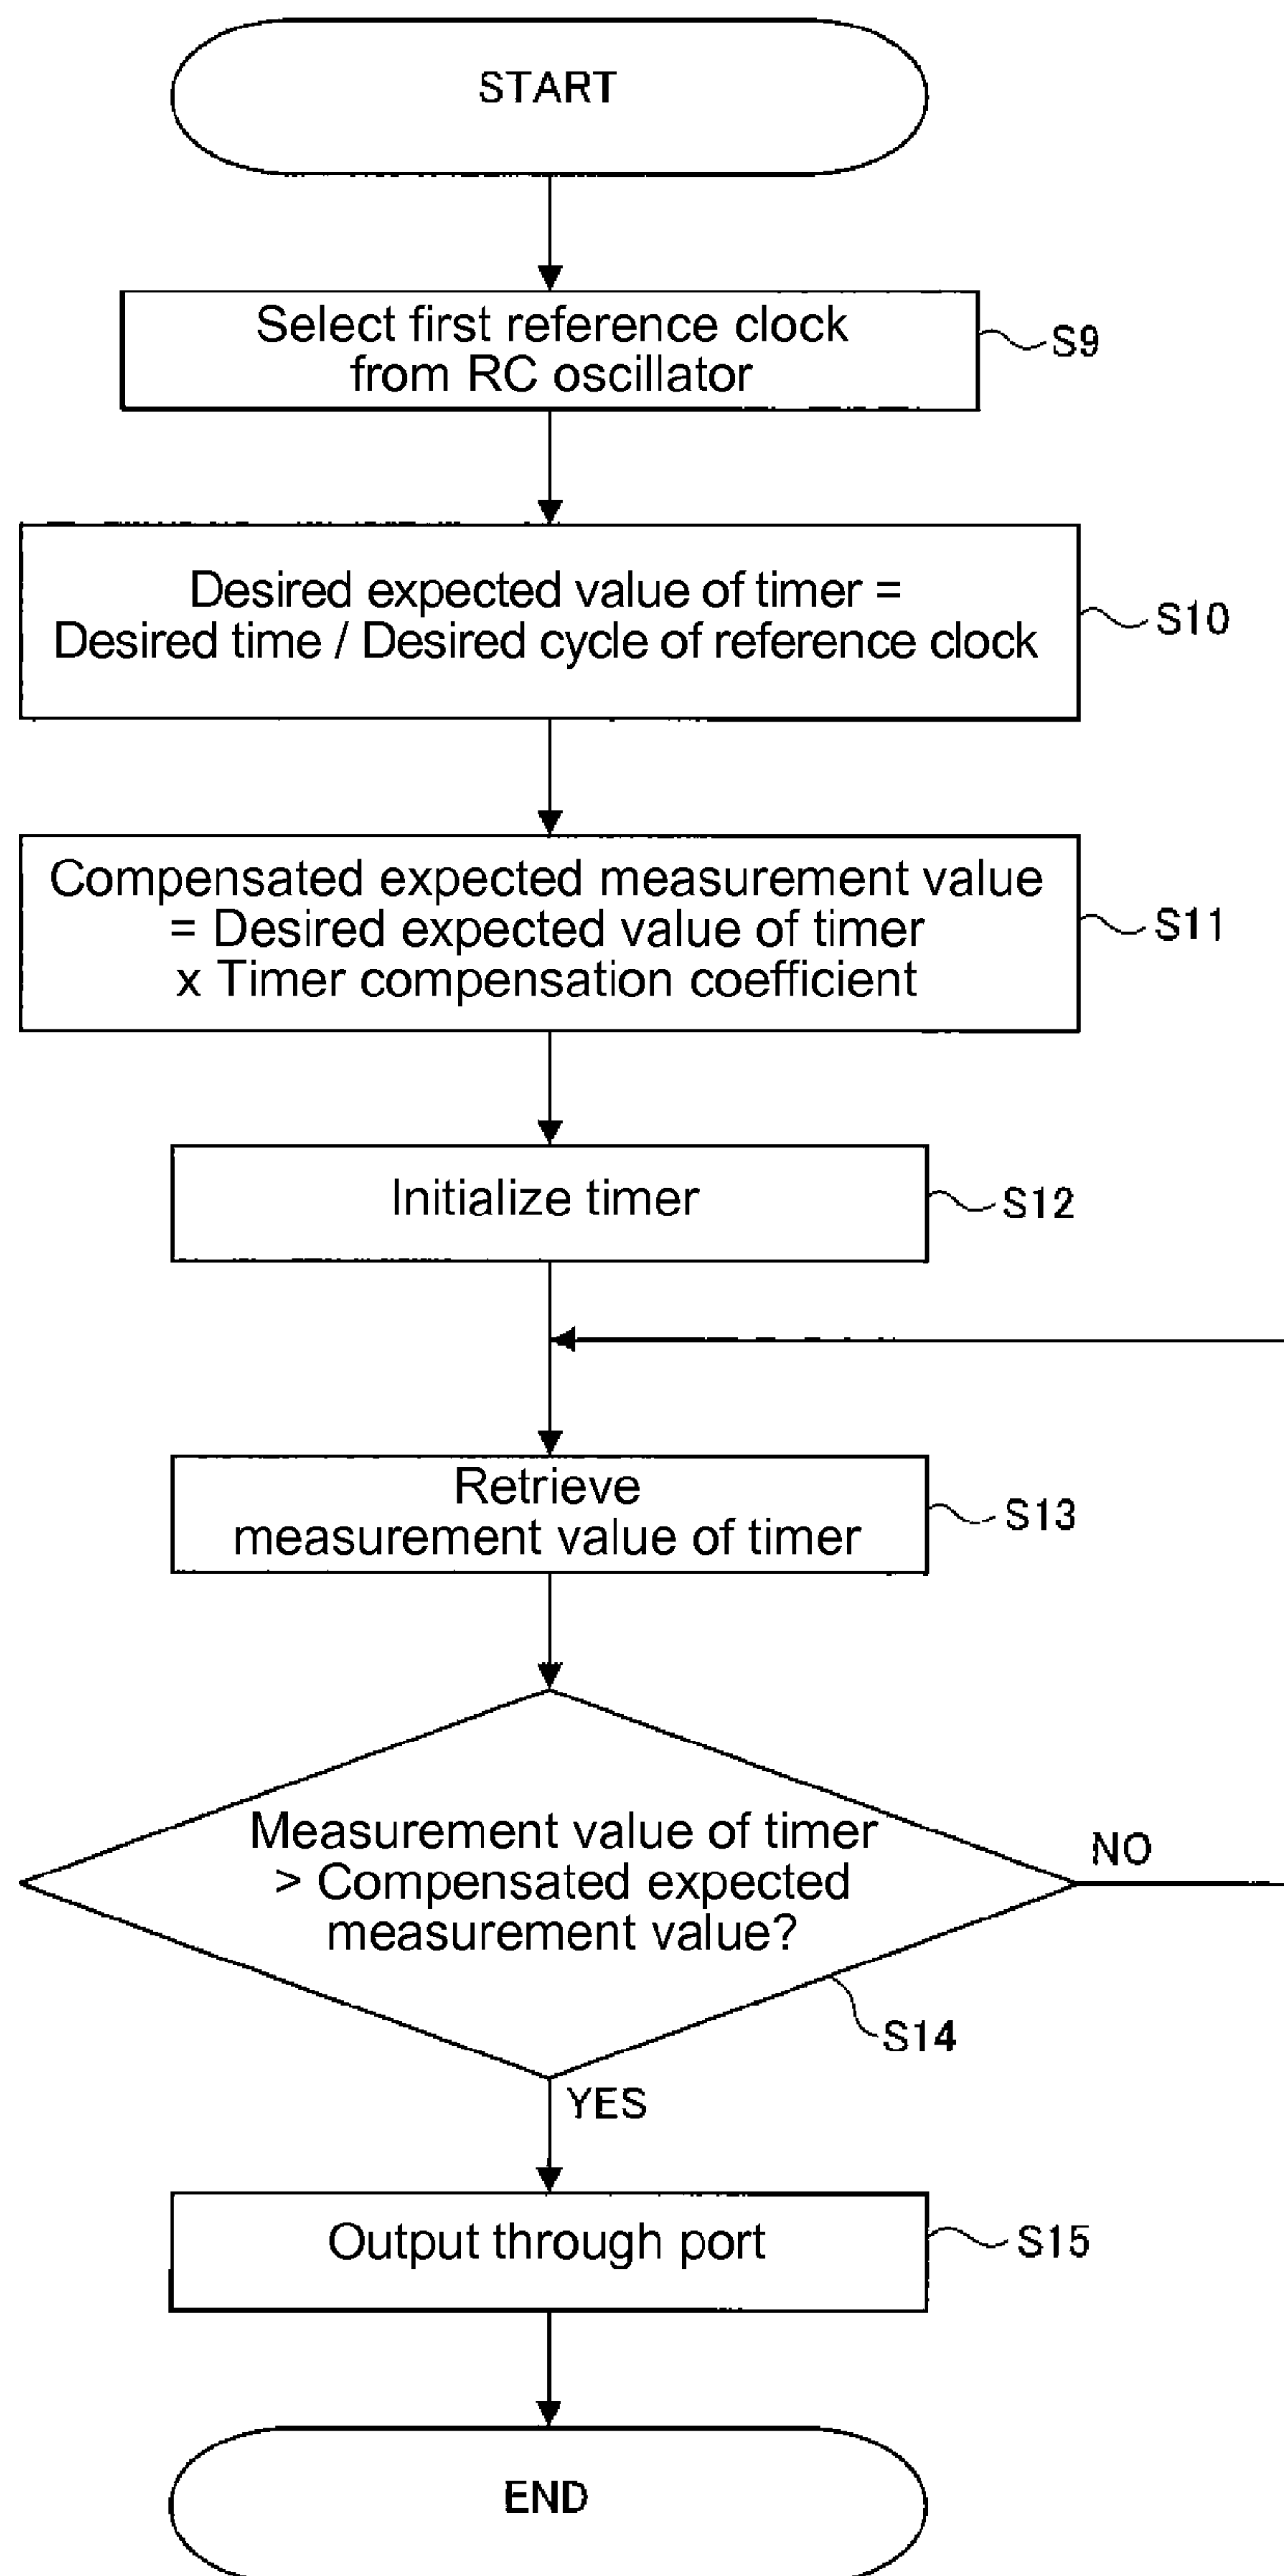 START
Select first reference clock
from RC oscillator
S9
Desired expected value of timer =
Desired time / Desired cycle of reference clock
S10
Compensated expected measurement value
= Desired expected value of timer
x Timer compensation coefficient
S11
Initialize timer
S12
Retrieve
measurement value of timer
S13
Measurement value of timer
> Compensated expected
measurement value?
NO
S14
YES
Output through port
S15
END